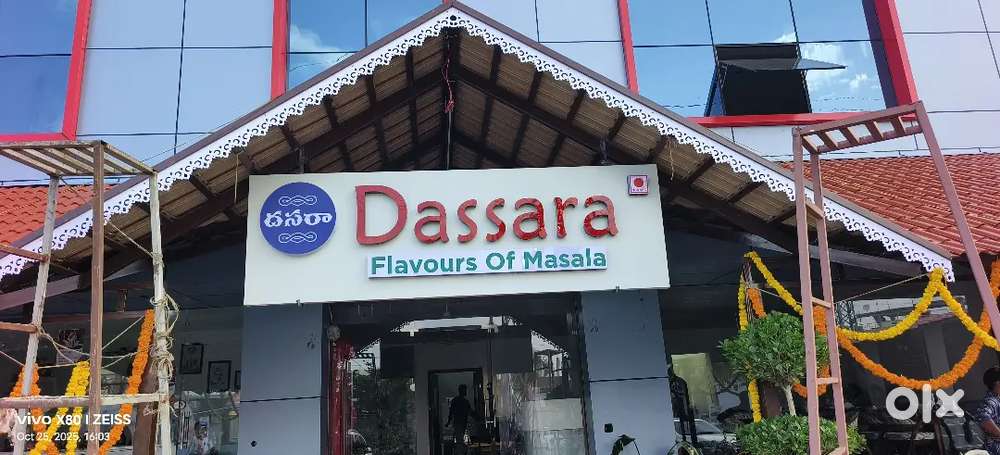 దసరా
Dassara
Flavours Of Masala
vivo X80 | ZEISS
Oct 25, 2025, 16:03
olx